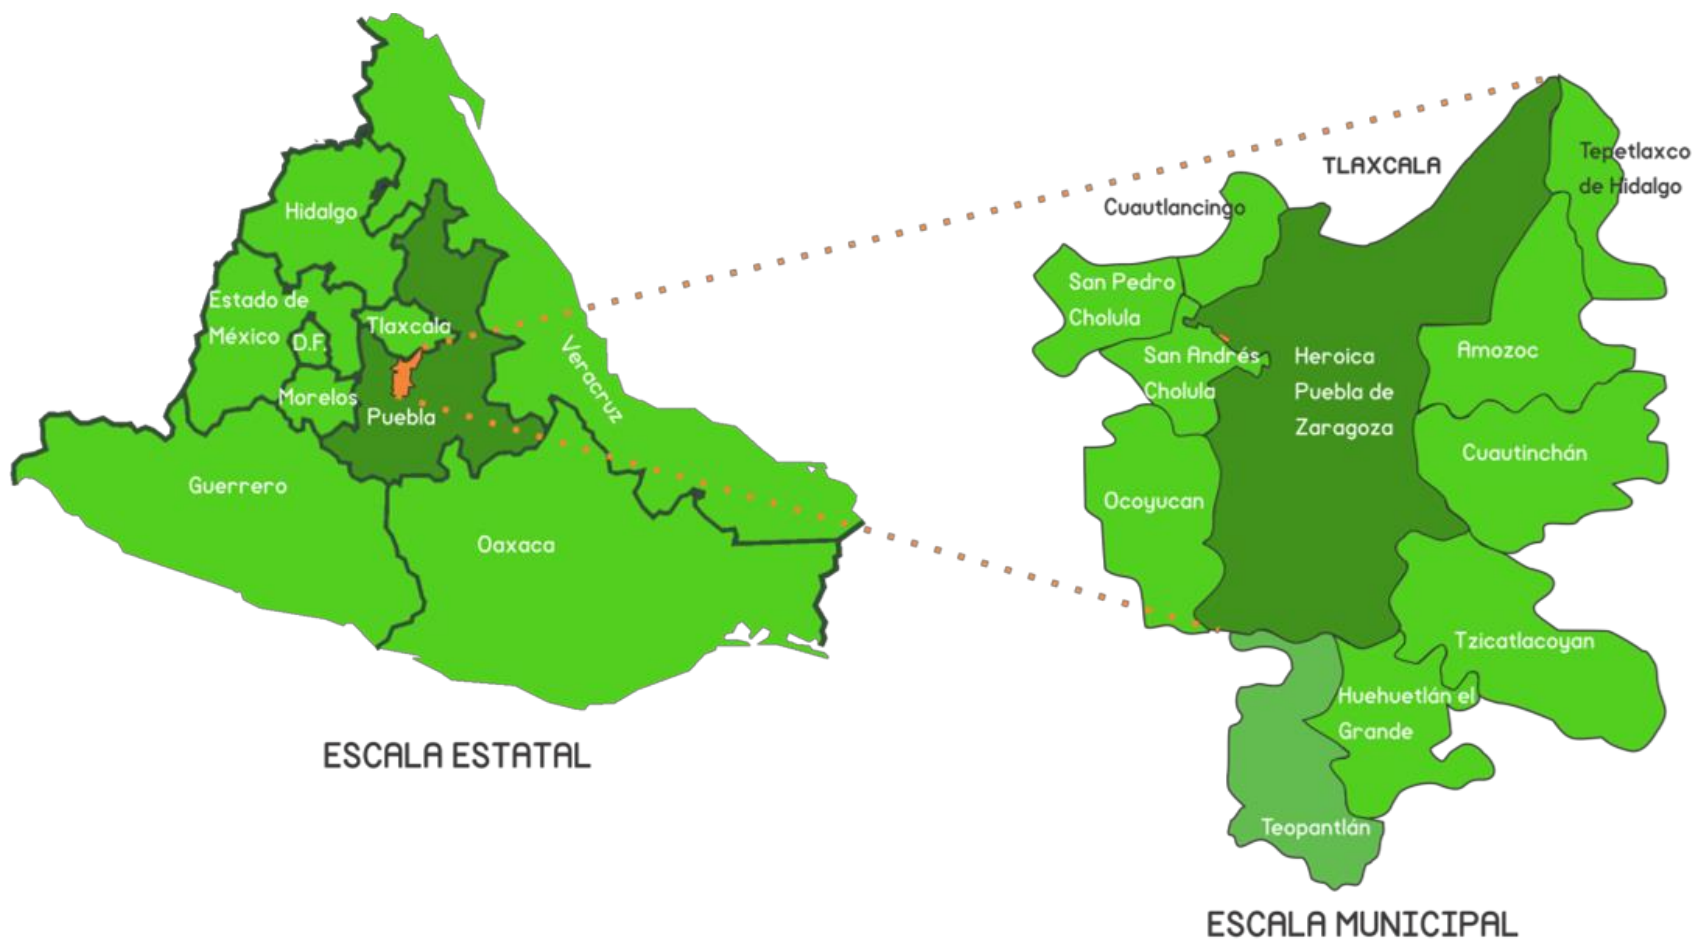 Hidalgo
Estado de
México
D.F.
Tlaxcala
Morelos
Puebla
Veracruz
Guerrero
Oaxaca
ESCALA ESTATAL
TLAXCALA
Tepetlaxco
de Hidalgo
Cuautlancingo
San Pedro
Cholula
San Andrés
Cholula
Heroica
Puebla de
Zaragoza
Amozoc
Cuautinchán
Ocoyucan
Tzicatlacoyan
Huehuetlán el
Grande
Teopantlán
ESCALA MUNICIPAL